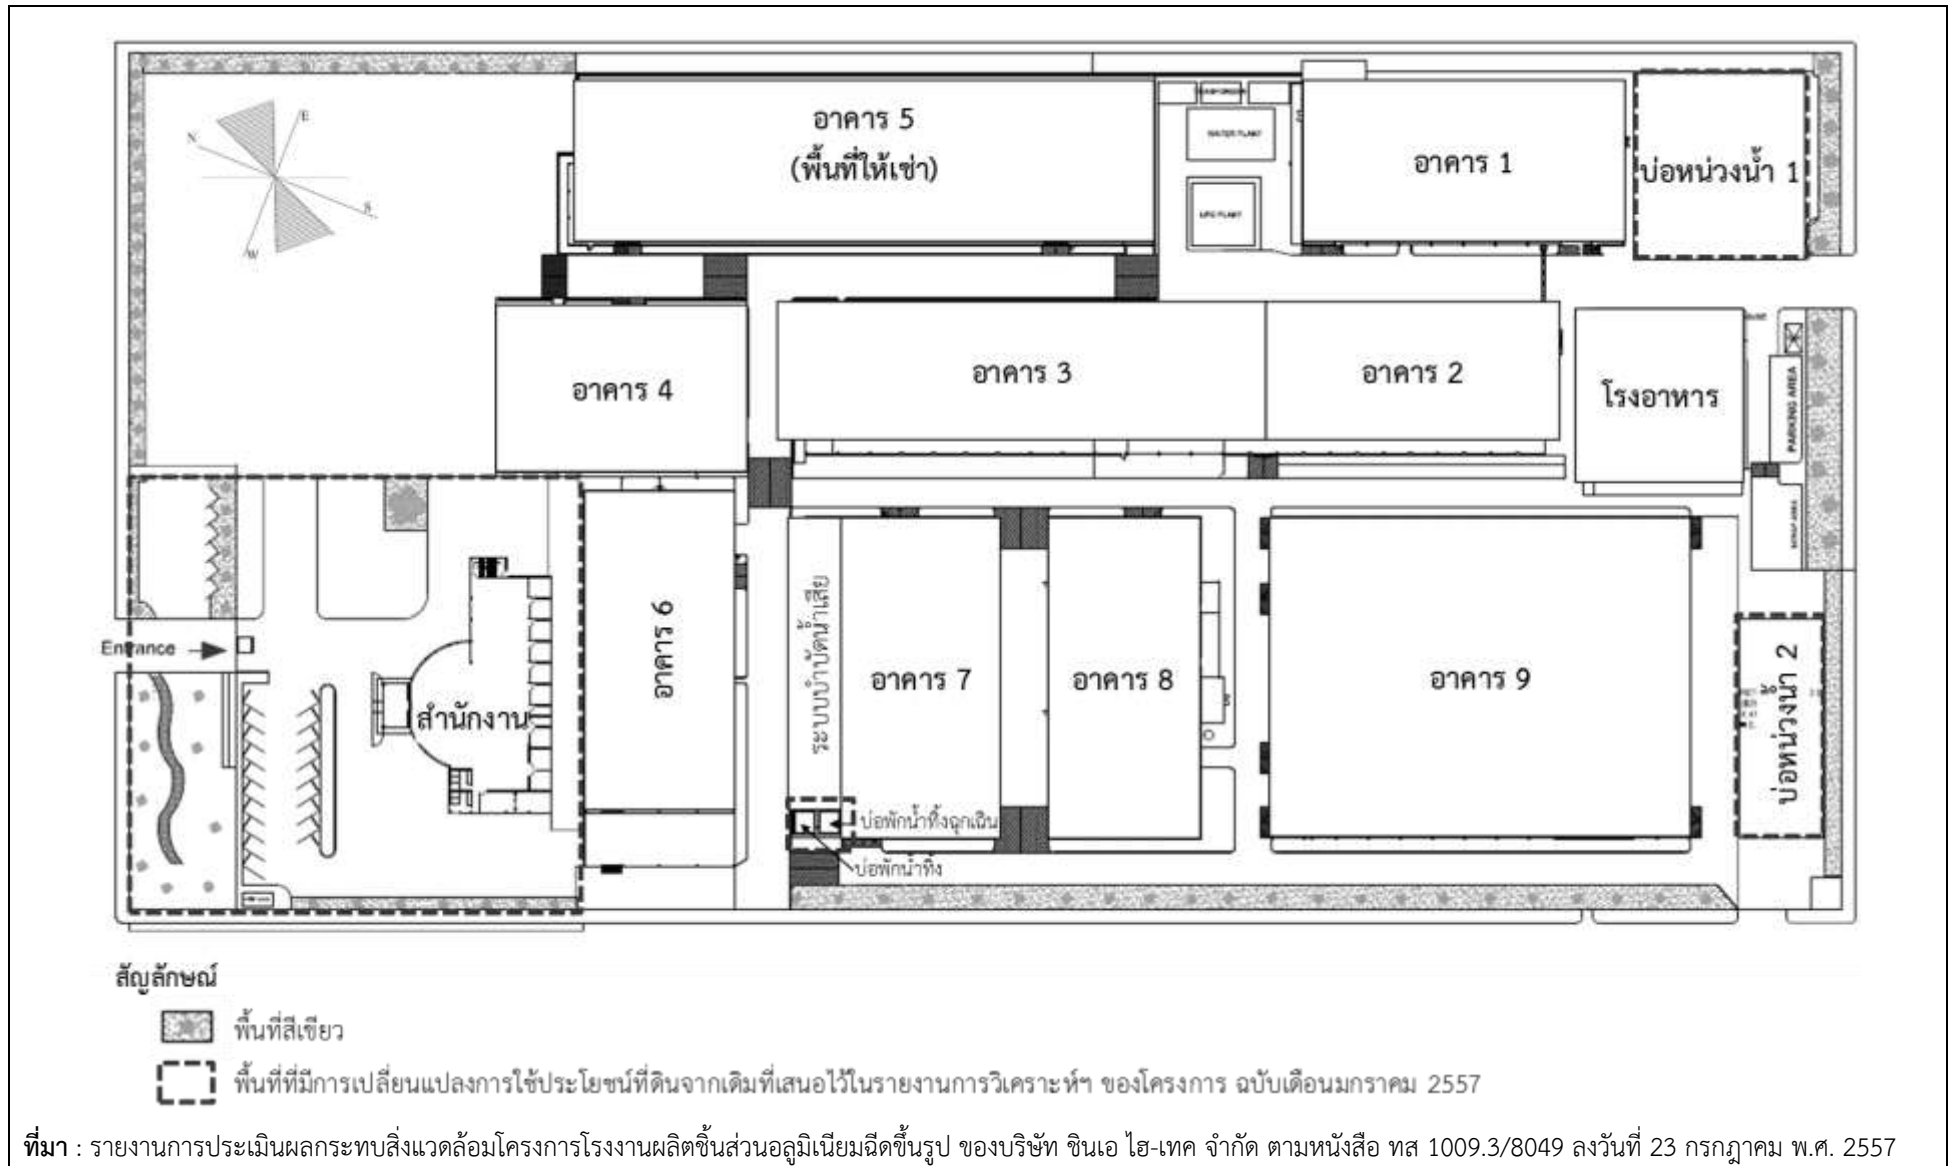 อาคาร 5
(พื้นที่ให้เช่า)
E
N
S
W
WATER PLANT
LPG PLANT
อาคาร 1
บ่อหน่วงน้ำ 1
อาคาร 4
อาคาร 3
อาคาร 2
โรงอาหาร
PARKING AREA
Entrance
สำนักงาน
อาคาร 6
ระบบบำบัดน้ำเสีย
อาคาร 7
อาคาร 8
อาคาร 9
บ่อหน่วงน้ำ 2
บ่อพักน้ำทิ้งฉุกเฉิน
บ่อพักน้ำทิ้ง
สัญลักษณ์
พื้นที่สีเขียว
พื้นที่ที่มีการเปลี่ยนแปลงการใช้ประโยชน์ที่ดินจากเดิมที่เสนอไว้ในรายงานการวิเคราะห์ฯ ของโครงการ ฉบับเดือนมกราคม 2557
ที่มา : รายงานการประเมินผลกระทบสิ่งแวดล้อมโครงการโรงงานผลิตชิ้นส่วนอลูมิเนียมฉีดขึ้นรูป ของบริษัท ชินเอ ไฮ-เทค จำกัด ตามหนังสือ ทส 1009.3/8049 ลงวันที่ 23 กรกฎาคม พ.ศ. 2557